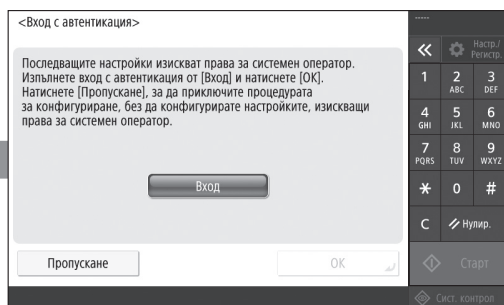 <Вход с автентикация>
Последващите настройки изискват права за системен оператор.
Изпълнете вход с автентикация от [Вход] и натиснете [OK].
Натиснете [Пропускане], за да приключите процедурата
за конфигуриране, без да конфигурирате настройките, изискващи
права за системен оператор.
Вход
Пропускане
OK
-----
Настр./
Регистр.
1 2 3
ABC DEF
4 5 6
GHI JKL MNO
7 8 9
PQRS TUV WXYZ
* 0 #
C Нулир.
Старт
Сист. контрол